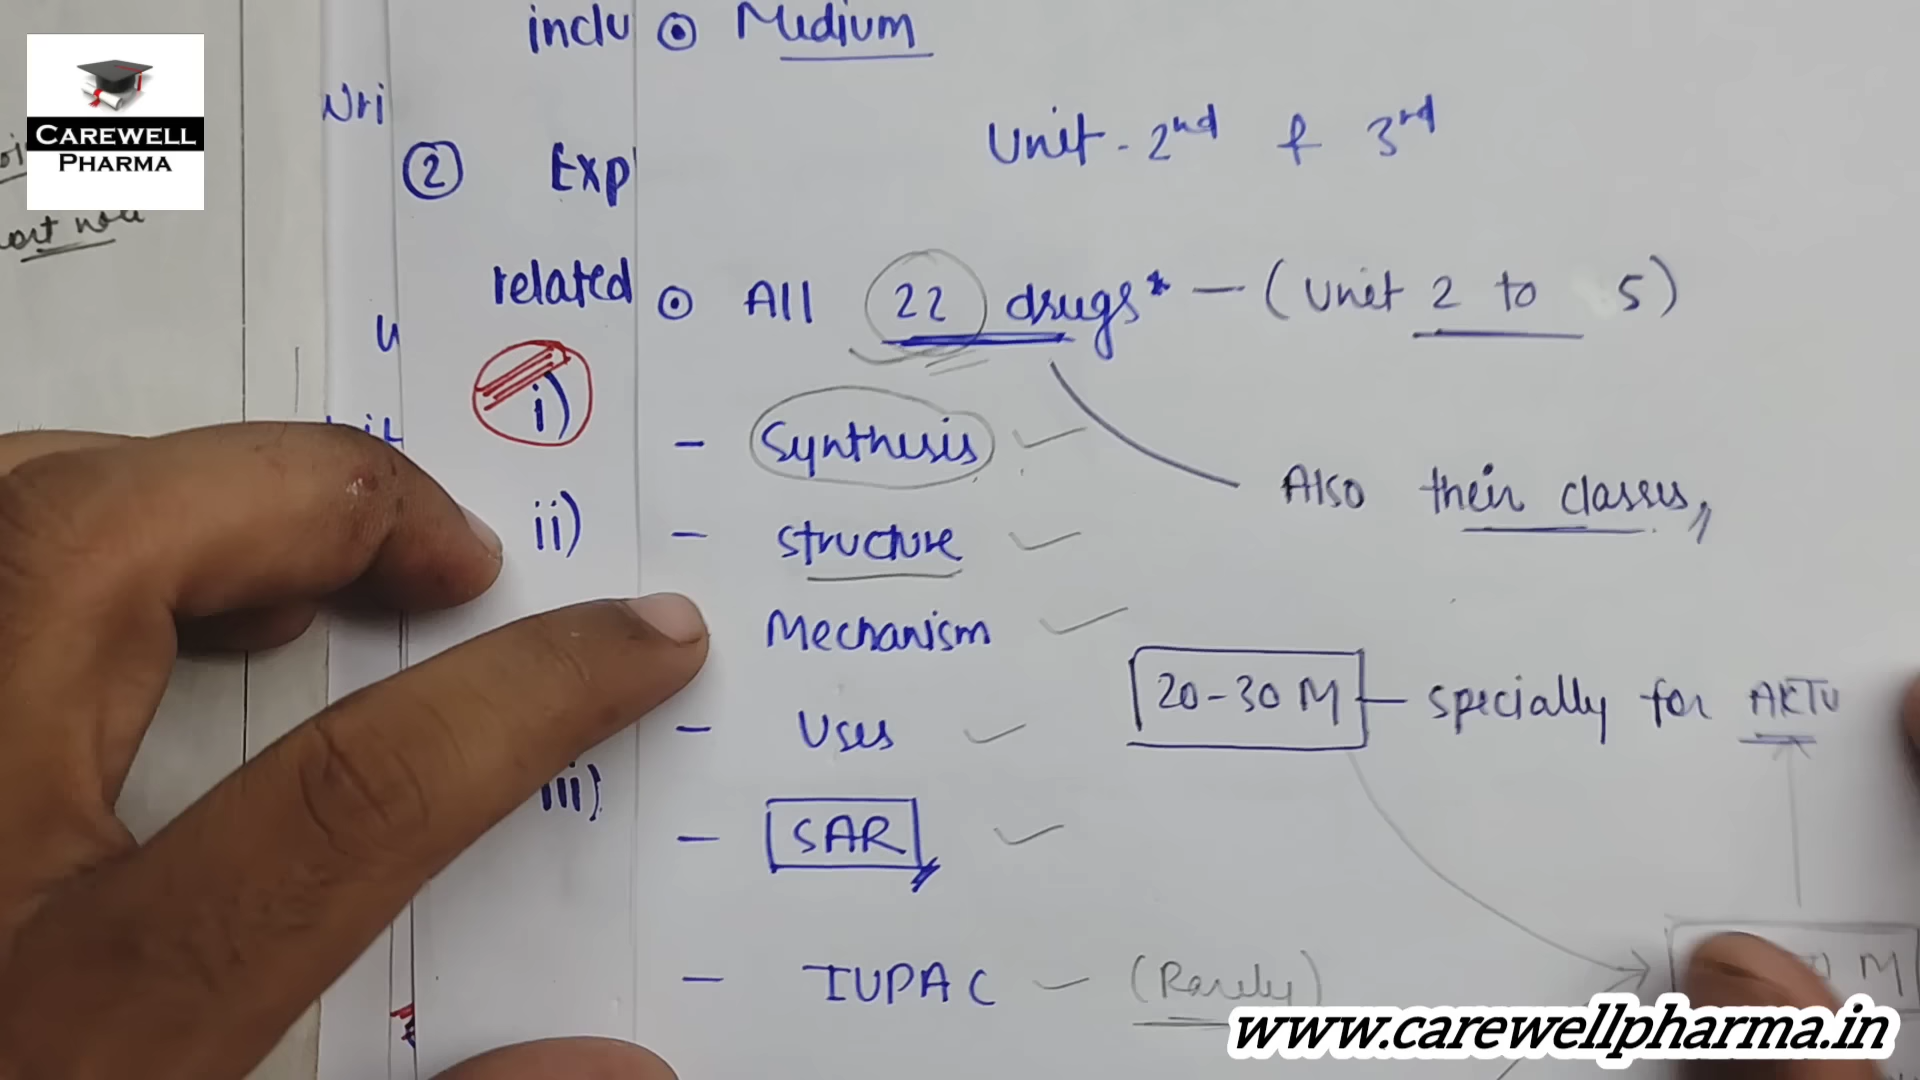 CAREWELL
PHARMA
inclu
Medium
Wri
Unit - 2nd & 3rd
2 Exp
ort note
related
All 22 drugs* — (Unit 2 to 5)
i)
- Synthesis
Also their classes,
ii)
- structure
Mechanism
20-30 M — specially for AKTU
- Uses
iii)
- SAR
M
- IUPAC - (Rarely)
www.carewellpharma.in